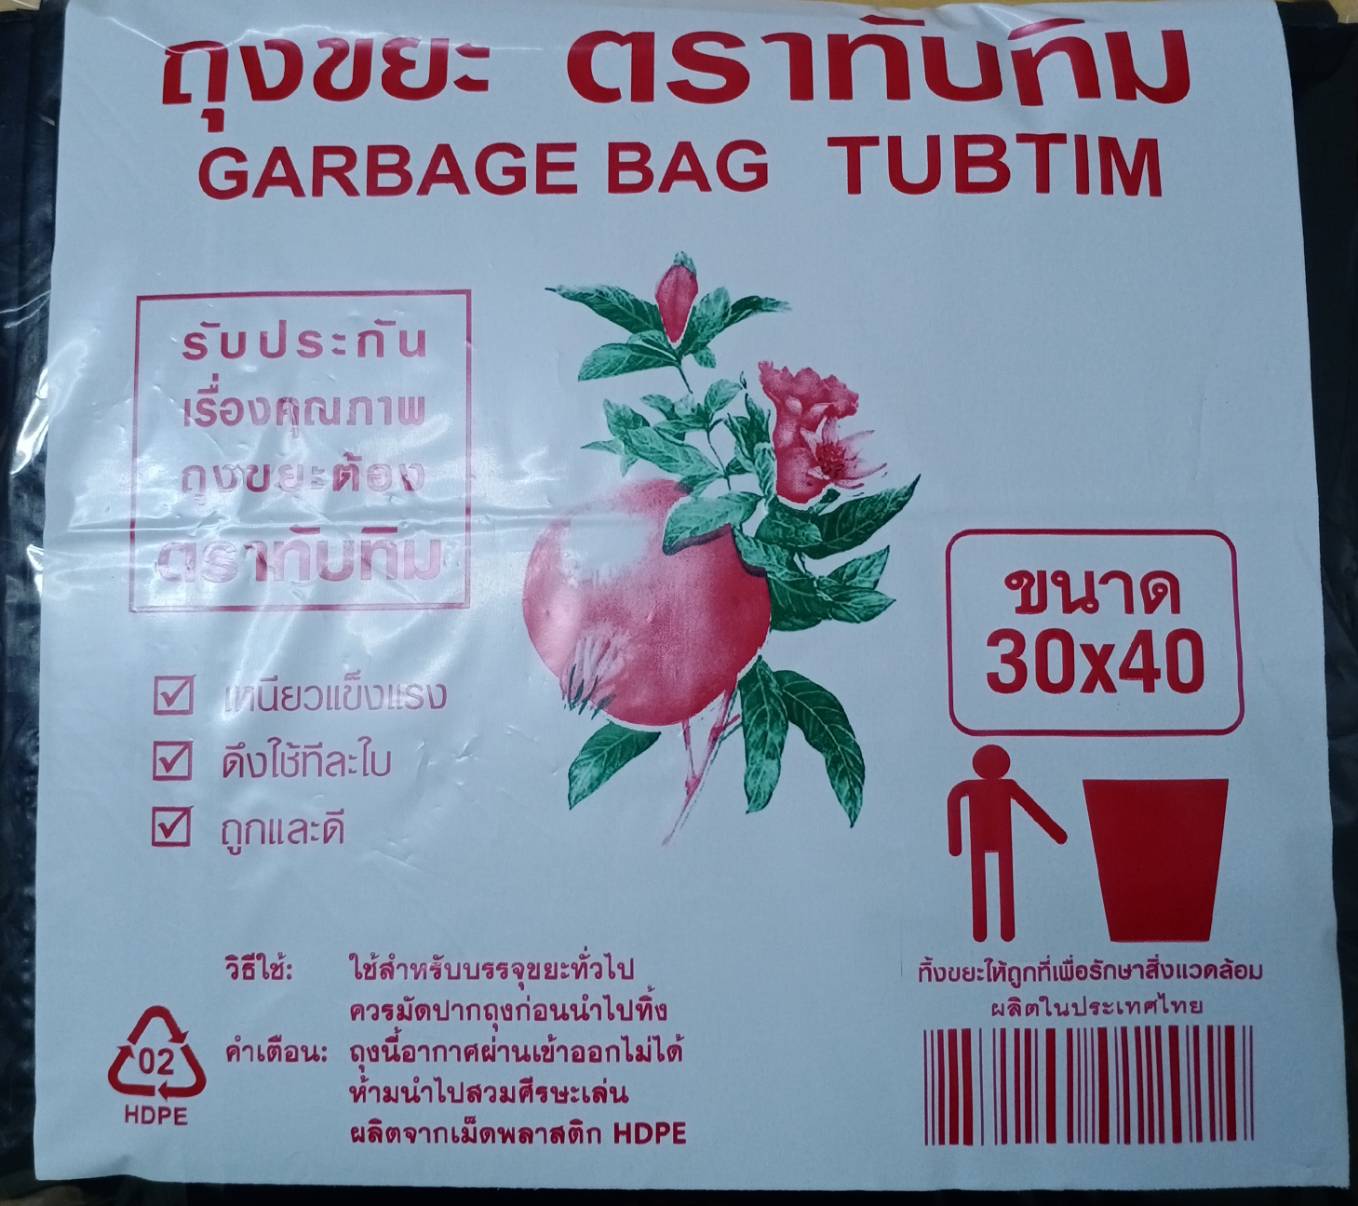 ถุงขยะ ตราทับทิม
GARBAGE BAG TUBTIM
รับประกัน
เรื่องคุณภาพ
ถุงขยะต้อง
ตราทับทิม
เหนียวแข็งแรง
ดึงใช้ทีละใบ
ถูกและดี
ขนาด
30x40
วิธีใช้: ใช้สำหรับบรรจุขยะทั่วไป
ควรมัดปากถุงก่อนนำไปทิ้ง
คำเตือน: ถุงนี้อากาศผ่านเข้าออกไม่ได้
ห้ามนำไปสวมศีรษะเล่น
ผลิตจากเม็ดพลาสติก HDPE
02
HDPE
ทิ้งขยะให้ถูกที่เพื่อรักษาสิ่งแวดล้อม
ผลิตในประเทศไทย